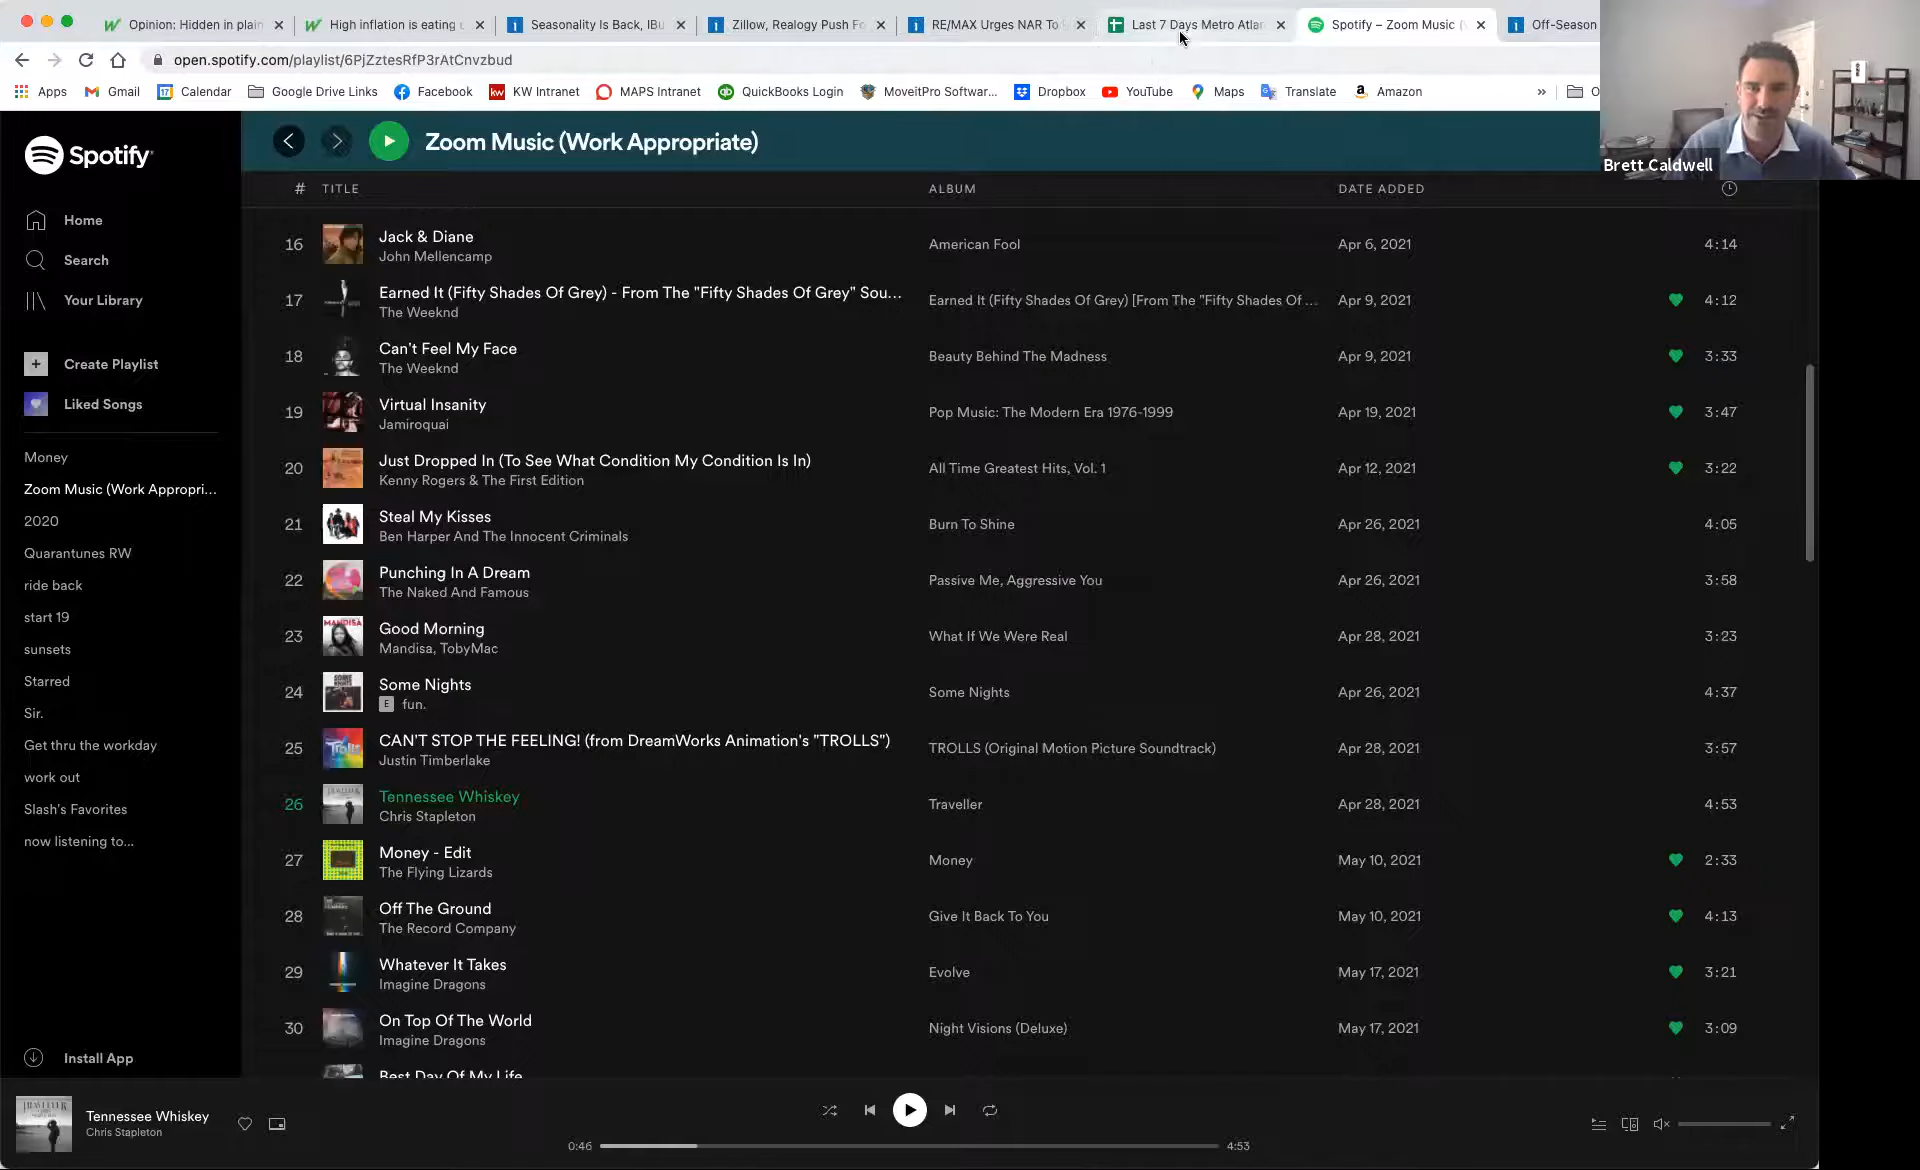 Opinion: Hidden in plain
High inflation is eating
Seasonality Is Back, IBu
Zillow, Realogy Push Fo
RE/MAX Urges NAR To
Last 7 Days Metro Atlan
Spotify – Zoom Music (
Off-Season
open.spotify.com/playlist/6PjZztesRfP3rAtCnvzbud
Apps Gmail Calendar Google Drive Links Facebook KW Intranet MAPS Intranet QuickBooks Login MoveitPro Softwar... Dropbox YouTube Maps Translate Amazon » O
Brett Caldwell
Spotify
Home
Search
Your Library
Create Playlist
Liked Songs
Money
Zoom Music (Work Appropri...
2020
Quarantunes RW
ride back
start 19
sunsets
Starred
Sir.
Get thru the workday
work out
Slash's Favorites
now listening to...
Install App
Zoom Music (Work Appropriate)
# TITLE ALBUM DATE ADDED
16 Jack & Diane American Fool Apr 6, 2021 4:14
John Mellencamp
17 Earned It (Fifty Shades Of Grey) - From The "Fifty Shades Of Grey" Sou... Earned It (Fifty Shades Of Grey) [From The "Fifty Shades Of ... Apr 9, 2021 4:12
The Weeknd
18 Can't Feel My Face Beauty Behind The Madness Apr 9, 2021 3:33
The Weeknd
19 Virtual Insanity Pop Music: The Modern Era 1976-1999 Apr 19, 2021 3:47
Jamiroquai
20 Just Dropped In (To See What Condition My Condition Is In) All Time Greatest Hits, Vol. 1 Apr 12, 2021 3:22
Kenny Rogers & The First Edition
21 Steal My Kisses Burn To Shine Apr 26, 2021 4:05
Ben Harper And The Innocent Criminals
22 Punching In A Dream Passive Me, Aggressive You Apr 26, 2021 3:58
The Naked And Famous
23 Good Morning What If We Were Real Apr 28, 2021 3:23
Mandisa, TobyMac
24 Some Nights Some Nights Apr 26, 2021 4:37
E fun.
25 CAN'T STOP THE FEELING! (from DreamWorks Animation's "TROLLS") TROLLS (Original Motion Picture Soundtrack) Apr 28, 2021 3:57
Justin Timberlake
26 Tennessee Whiskey Traveller Apr 28, 2021 4:53
Chris Stapleton
27 Money - Edit Money May 10, 2021 2:33
The Flying Lizards
28 Off The Ground Give It Back To You May 10, 2021 4:13
The Record Company
29 Whatever It Takes Evolve May 17, 2021 3:21
Imagine Dragons
30 On Top Of The World Night Visions (Deluxe) May 17, 2021 3:09
Imagine Dragons
Best Day Of My Life
Tennessee Whiskey
Chris Stapleton
0:46 4:53